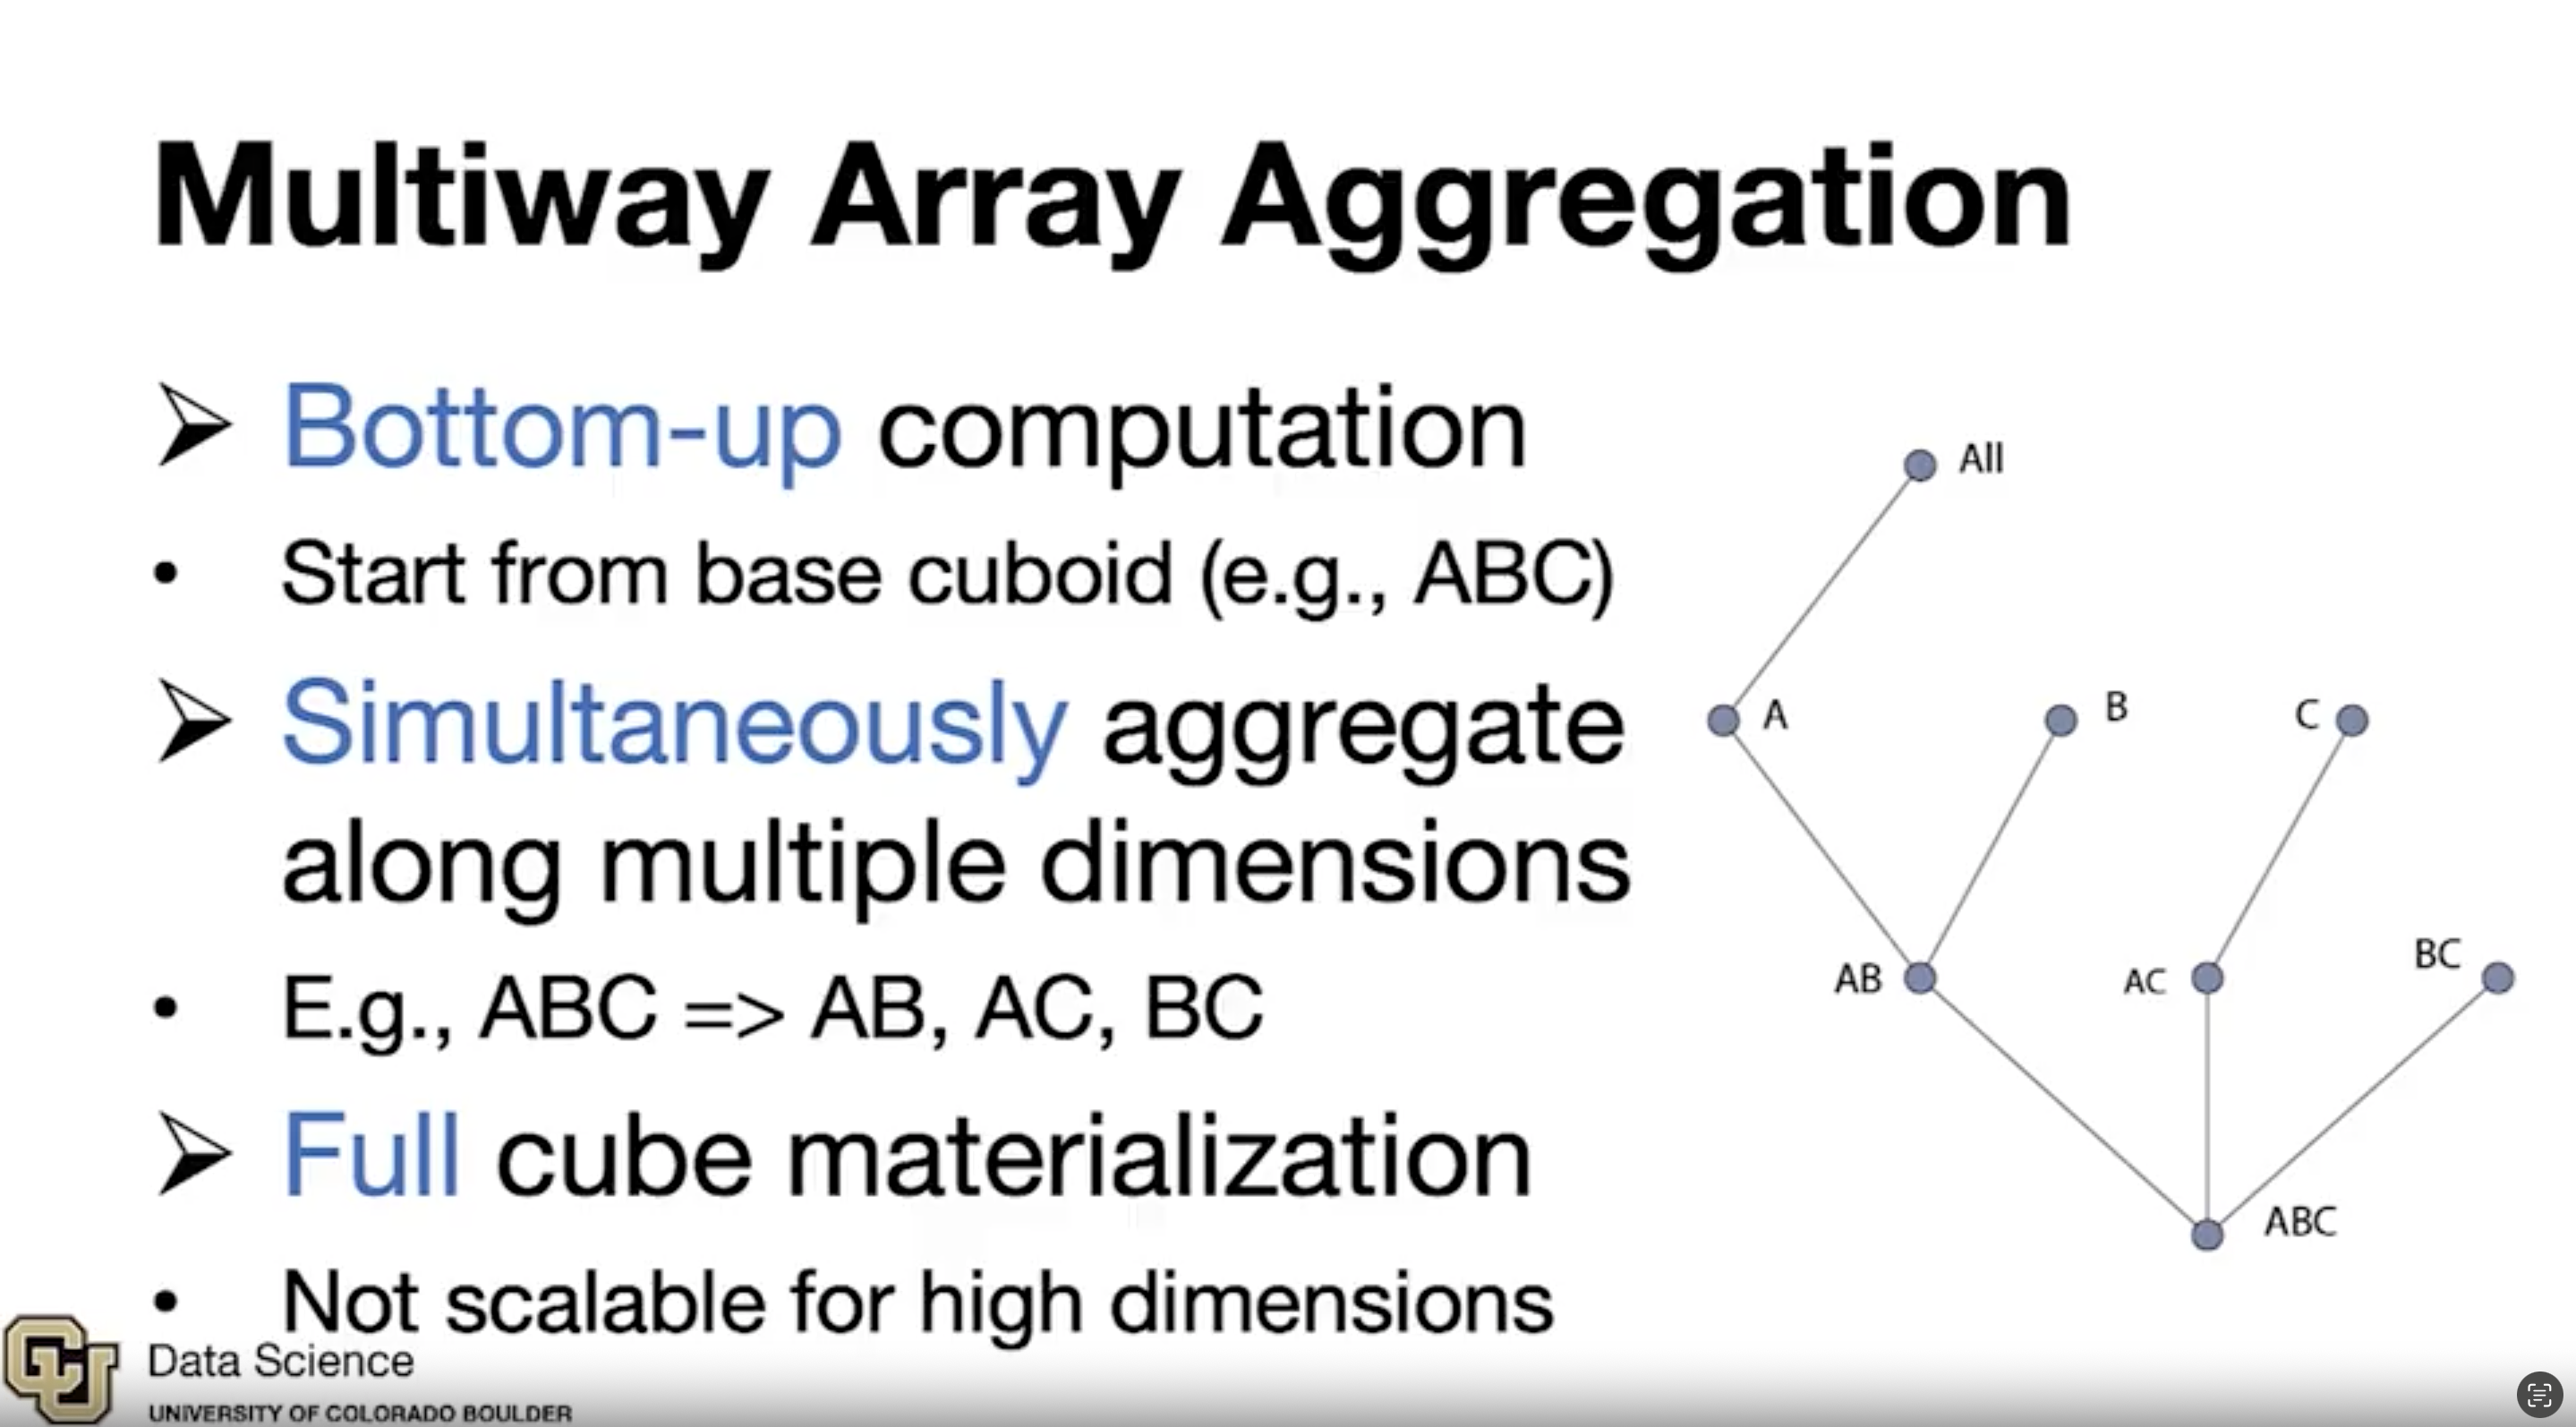 Multiway Array Aggregation
➢ Bottom-up computation
• Start from base cuboid (e.g., ABC)
➢ Simultaneously aggregate
along multiple dimensions
• E.g., ABC => AB, AC, BC
➢ Full cube materialization
• Not scalable for high dimensions
All
A
B
C
AB
AC
BC
ABC
CU
Data Science
UNIVERSITY OF COLORADO BOULDER